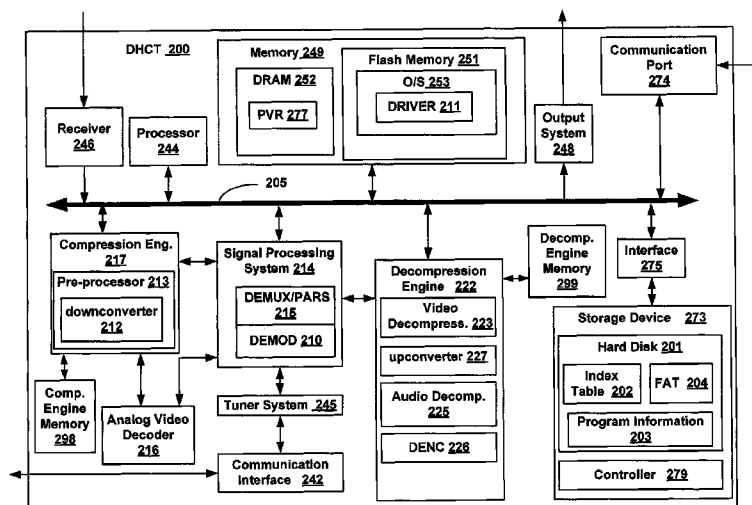 DHCT 200
Memory 249
DRAM 252
PVR 277
Flash Memory 251
O/S 253
DRIVER 211
Communication
Port
274
Receiver
246
Processor
244
Output
System
248
205
Compression Eng.
217
Pre-processor 213
downconverter
212
Signal Processing
System 214
DEMUX/PARS
215
DEMOD 210
Decompression
Engine 222
Video
Decompress. 223
upconverter 227
Audio Decomp.
225
DENC 226
Decomp.
Engine
Memory
299
Interface
275
Storage Device 273
Hard Disk 201
Index
Table 202
FAT 204
Program Information
203
Controller 279
Comp.
Engine
Memory
298
Analog Video
Decoder
216
Tuner System 245
Communication
Interface 242